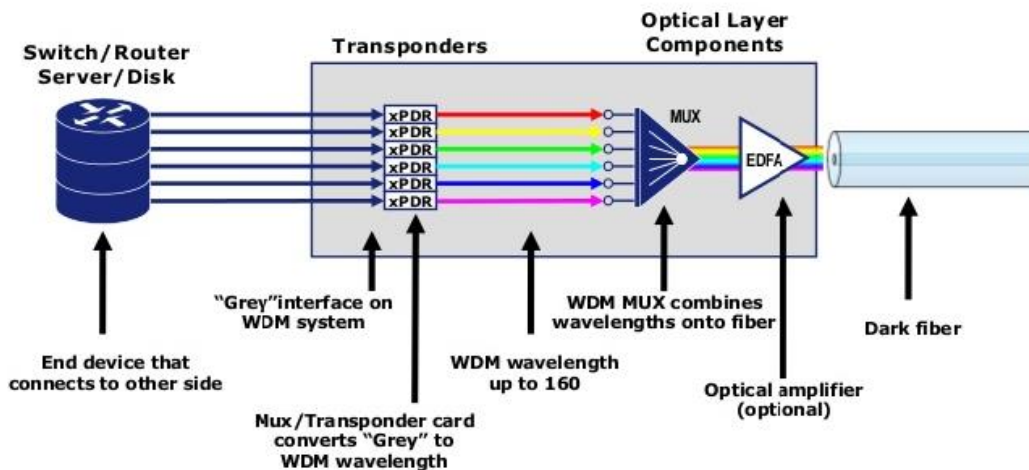 Switch/Router
Server/Disk
Transponders
Optical Layer
Components
xPDR
xPDR
xPDR
xPDR
xPDR
xPDR
MUX
EDFA
“Grey”interface on
WDM system
WDM MUX combines
wavelengths onto fiber
Dark fiber
End device that
connects to other side
WDM wavelength
up to 160
Optical amplifier
(optional)
Mux/Transponder card
converts “Grey” to
WDM wavelength